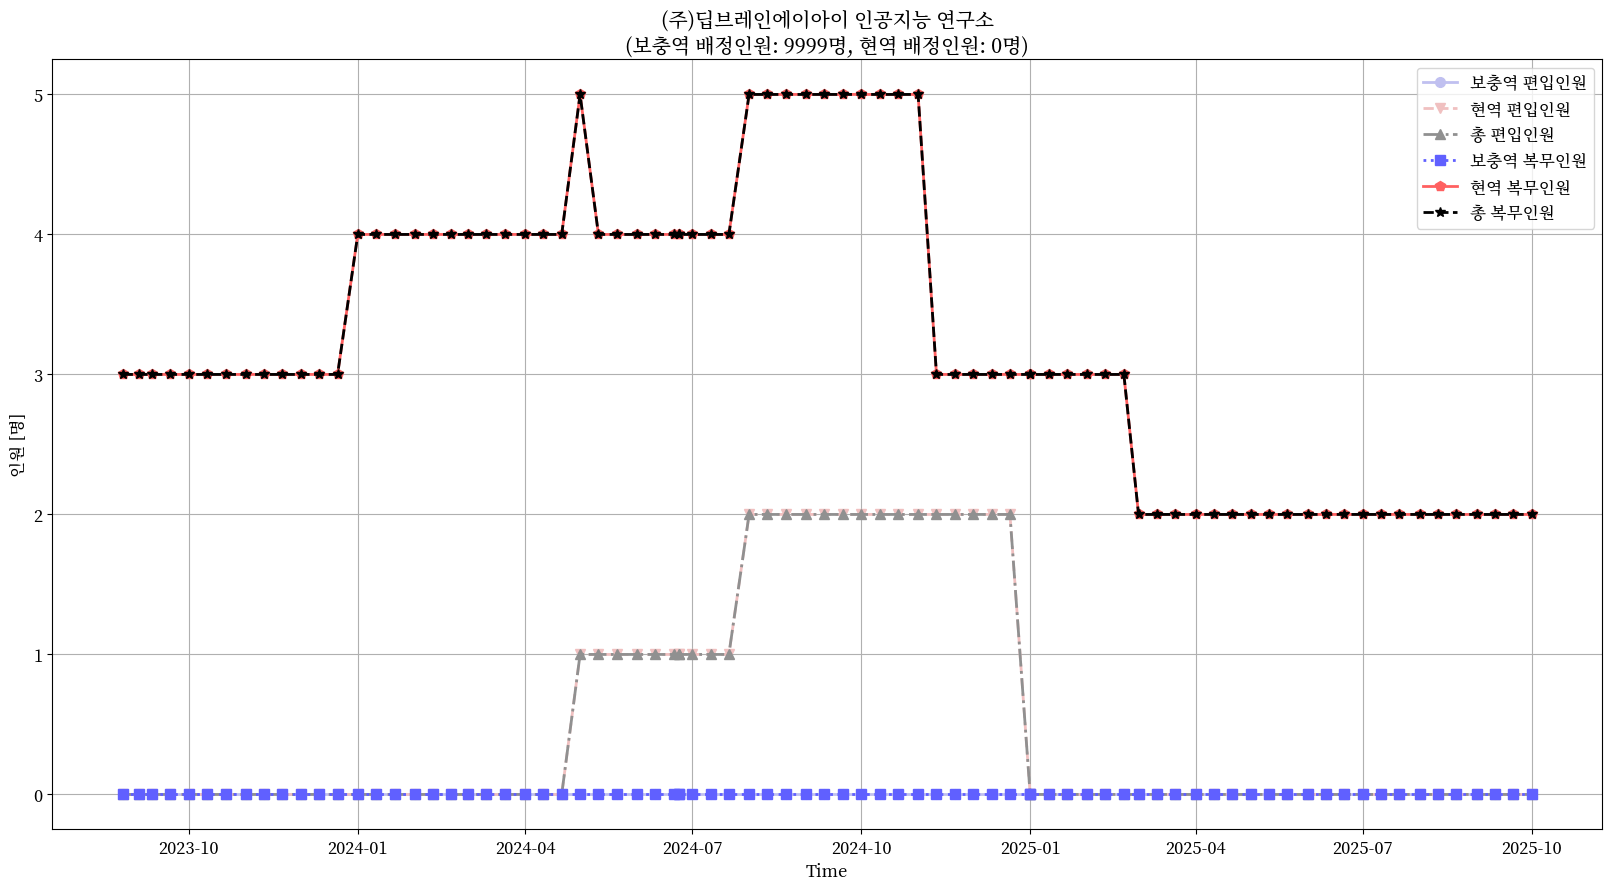 (주)딥브레인에이아이 인공지능 연구소
(보충역 배정인원: 9999명, 현역 배정인원: 0명)
보충역 편입인원
현역 편입인원
총 편입인원
보충역 복무인원
현역 복무인원
총 복무인원
인원 [명]
5
4
3
2
1
0
2023-10 2024-01 2024-04 2024-07 2024-10 2025-01 2025-04 2025-07 2025-10
Time